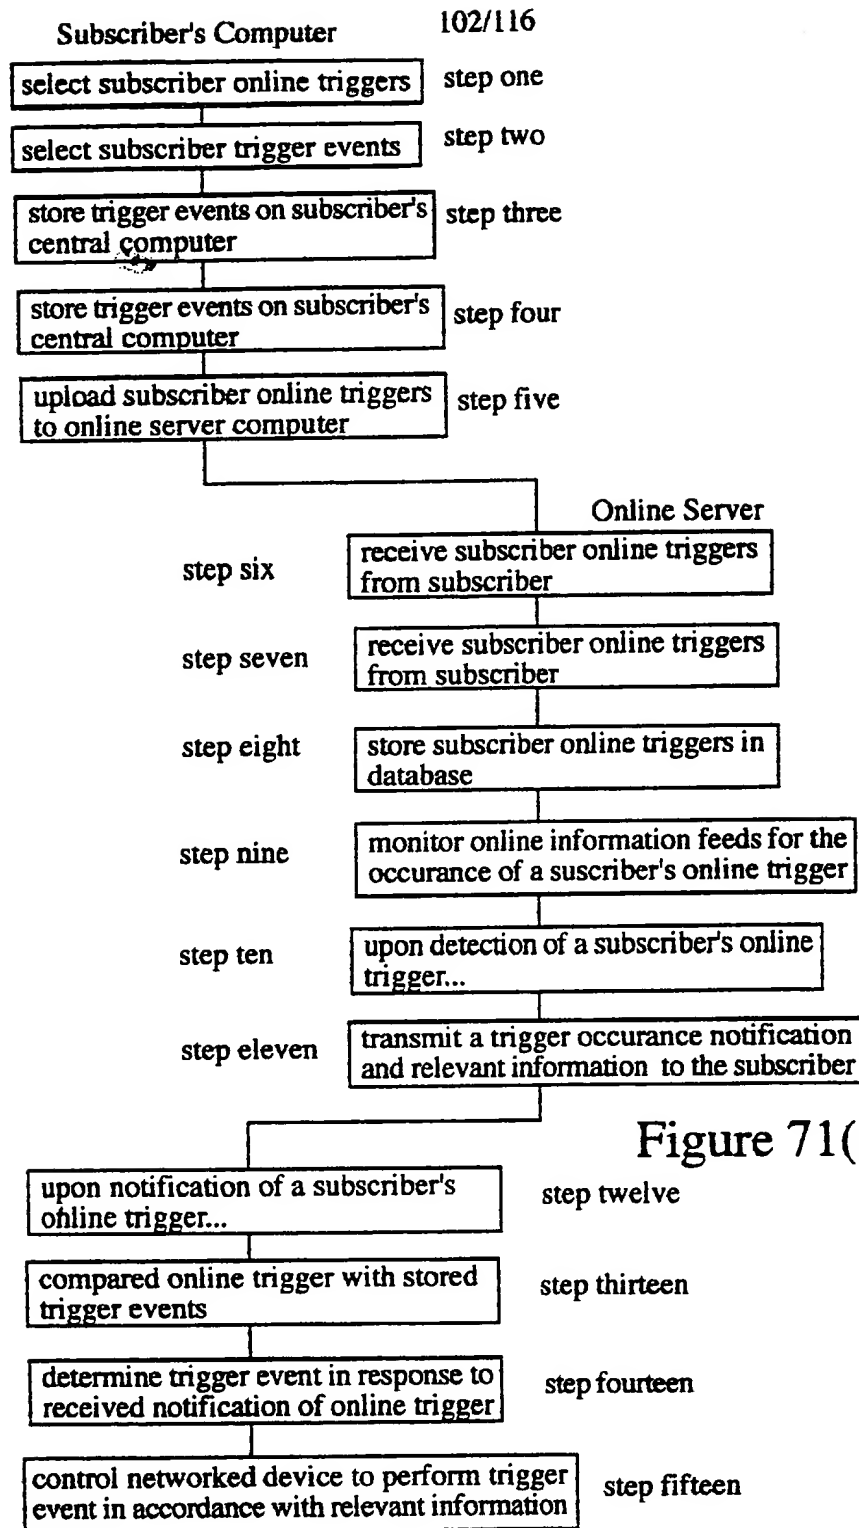 Subscriber's Computer
102/116
select subscriber online triggers
step one
select subscriber trigger events
step two
store trigger events on subscriber's
central computer
step three
store trigger events on subscriber's
central computer
step four
upload subscriber online triggers
to online server computer
step five
Online Server
step six
receive subscriber online triggers
from subscriber
step seven
receive subscriber online triggers
from subscriber
step eight
store subscriber online triggers in
database
step nine
monitor online information feeds for the
occurance of a suscriber's online trigger
step ten
upon detection of a subscriber's online
trigger...
step eleven
transmit a trigger occurance notification
and relevant information to the subscriber
Figure 71(
upon notification of a subscriber's
online trigger...
step twelve
compared online trigger with stored
trigger events
step thirteen
determine trigger event in response to
received notification of online trigger
step fourteen
control networked device to perform trigger
event in accordance with relevant information
step fifteen